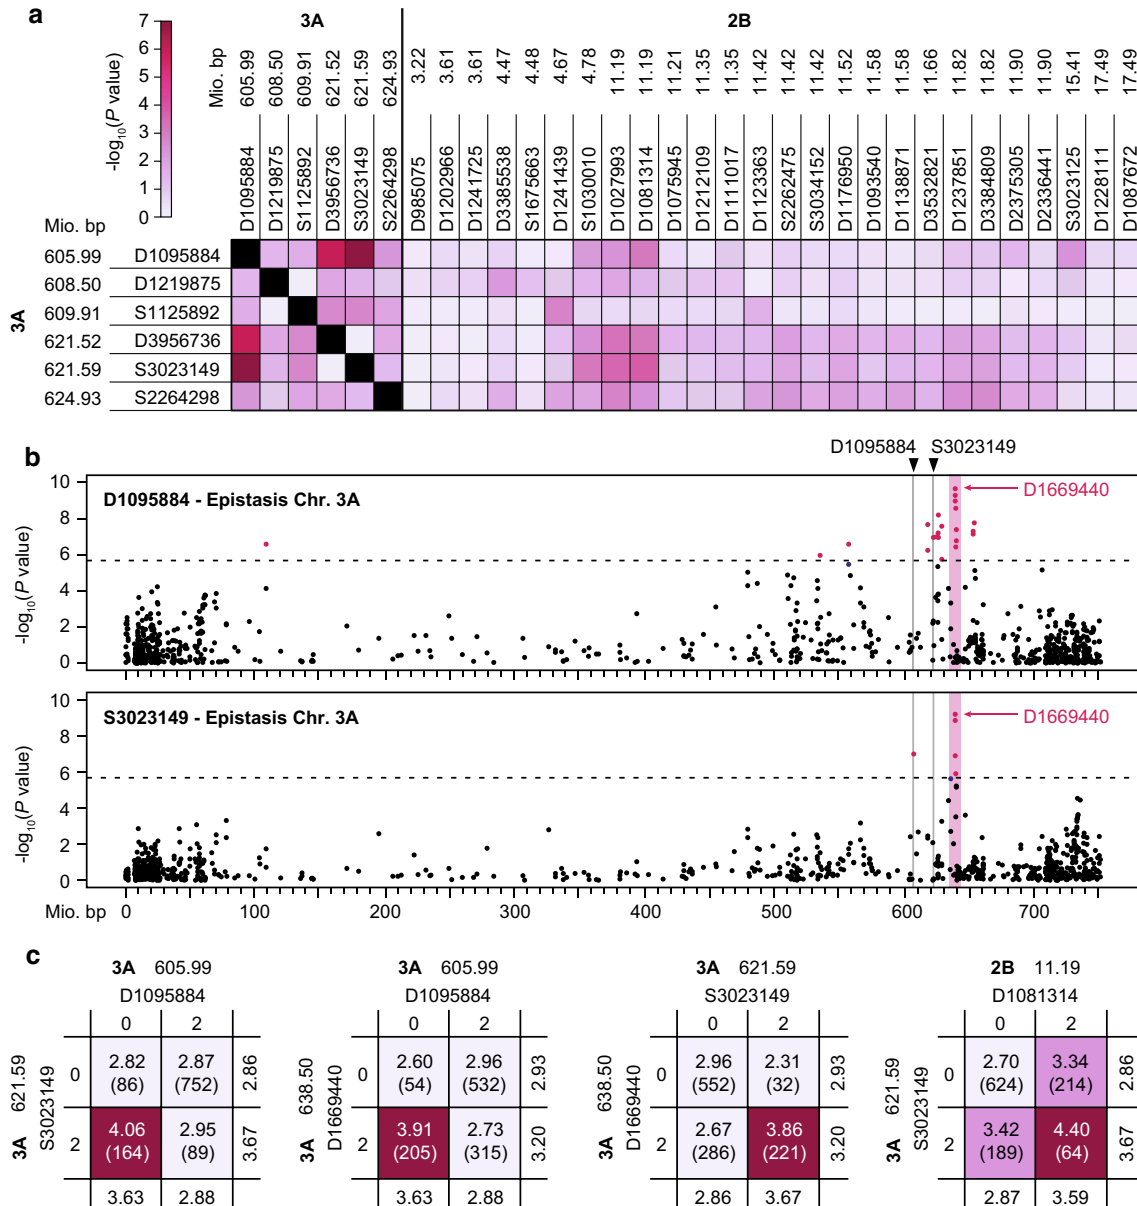 a
3A
2B
7
6
5
4
3
2
1
0
-log10(P value)
Mio. bp
605.99
608.50
609.91
621.52
621.59
624.93
3.22
3.61
3.61
4.47
4.48
4.67
4.78
11.19
11.19
11.21
11.35
11.35
11.42
11.42
11.42
11.52
11.58
11.58
11.66
11.82
11.82
11.90
11.90
15.41
17.49
17.49
D1095884
D1219875
S1125892
D3956736
S3023149
S2264298
D985075
D1202966
D1241725
D3385538
S1675663
D1241439
S1030010
D1027993
D1081314
D1075945
D1212109
D1111017
D1123363
S2262475
S3034152
D1176950
D1093540
D1138871
D3532821
D1237851
D3384809
D2375305
D2336441
S3023125
D1228111
D1087672
Mio. bp
3A
605.99 D1095884
608.50 D1219875
609.91 S1125892
621.52 D3956736
621.59 S3023149
624.93 S2264298
b
D1095884 S3023149
D1095884 - Epistasis Chr. 3A
D1669440
-log10(P value)
10
8
6
4
2
0
S3023149 - Epistasis Chr. 3A
D1669440
-log10(P value)
10
8
6
4
2
0
Mio. bp 0 100 200 300 400 500 600 700
c
3A 605.99
D1095884
0 2
3A 621.59
S3023149
0 2.82 2.87 2.86
(86) (752)
2 4.06 2.95 3.67
(164) (89)
3.63 2.88
3A 605.99
D1095884
0 2
3A 638.50
D1669440
0 2.60 2.96 2.93
(54) (532)
2 3.91 2.73 3.20
(205) (315)
3.63 2.88
3A 621.59
S3023149
0 2
3A 638.50
D1669440
0 2.96 2.31 2.93
(552) (32)
2 2.67 3.86 3.20
(286) (221)
2.86 3.67
2B 11.19
D1081314
0 2
3A 621.59
S3023149
0 2.70 3.34 2.86
(624) (214)
2 3.42 4.40 3.67
(189) (64)
2.87 3.59